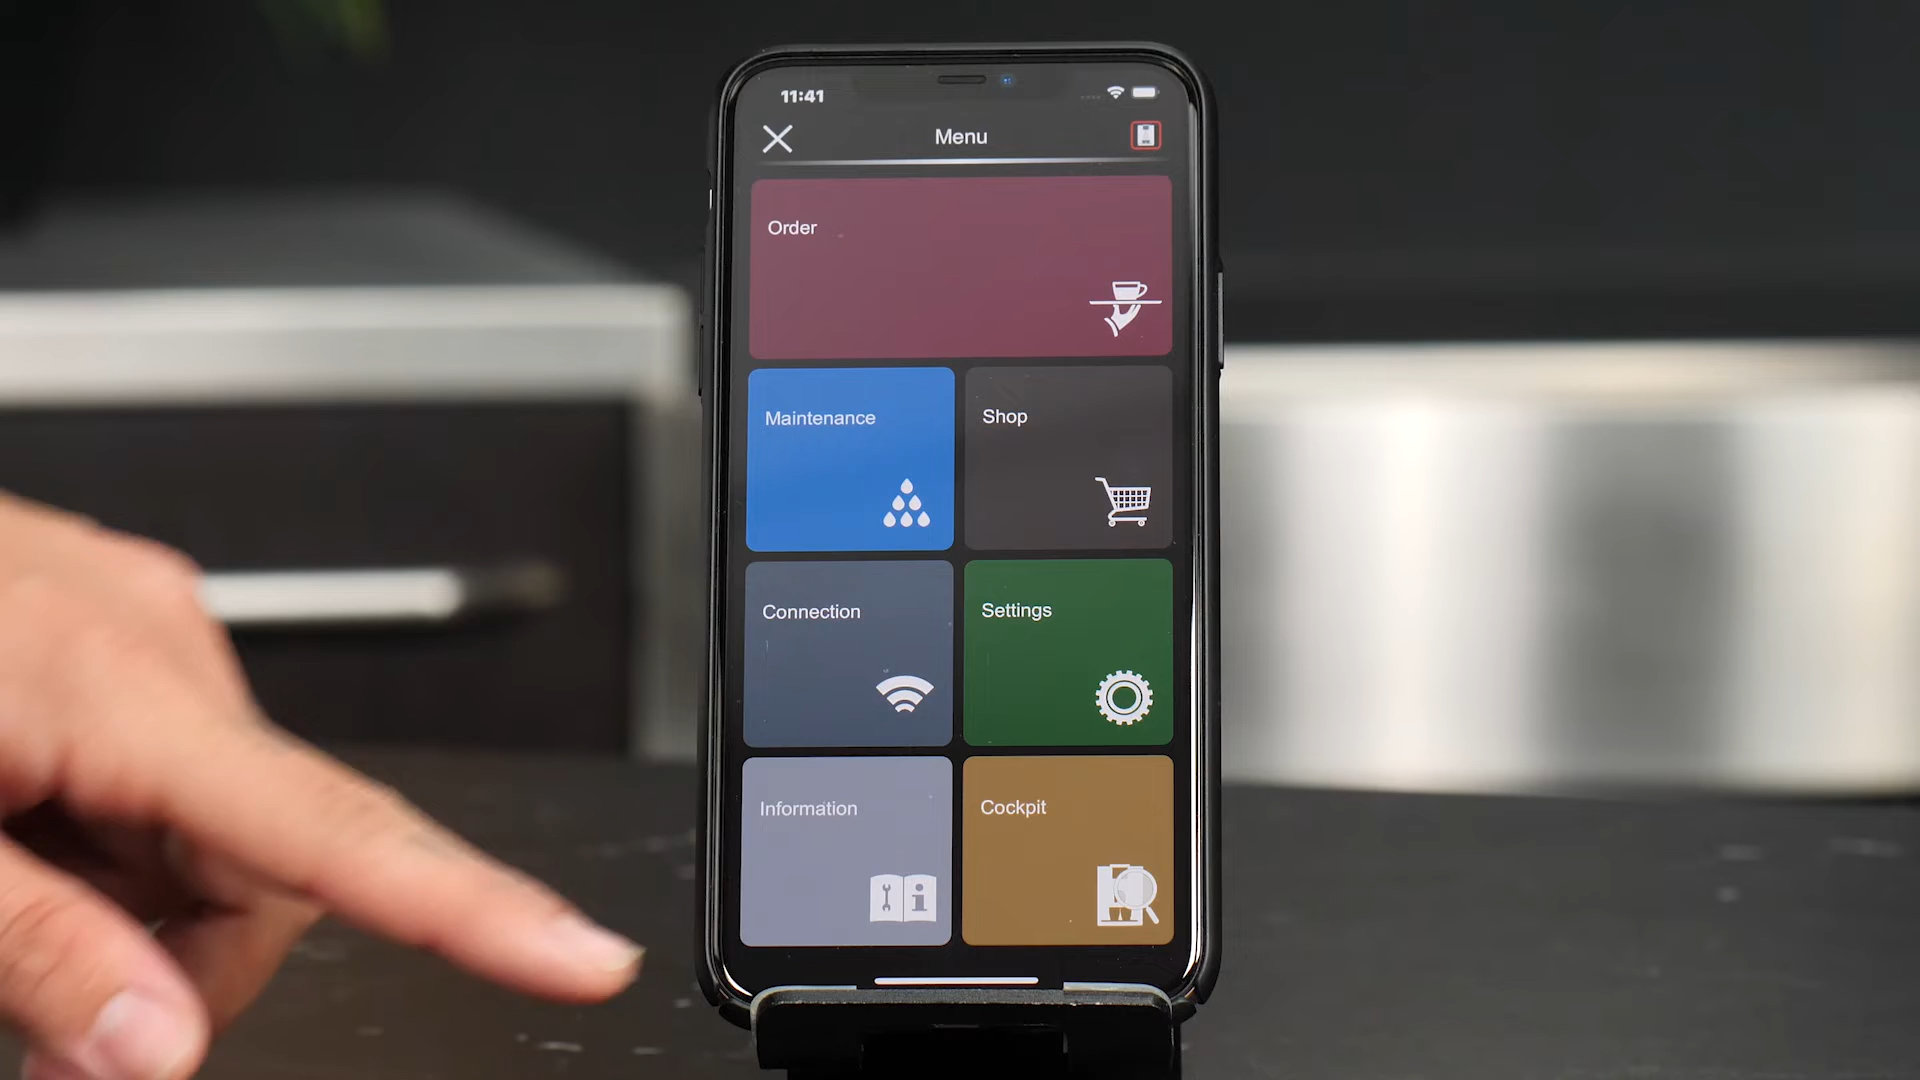 11:41
Menu
Order
Maintenance
Shop
Connection
Settings
Information
Cockpit